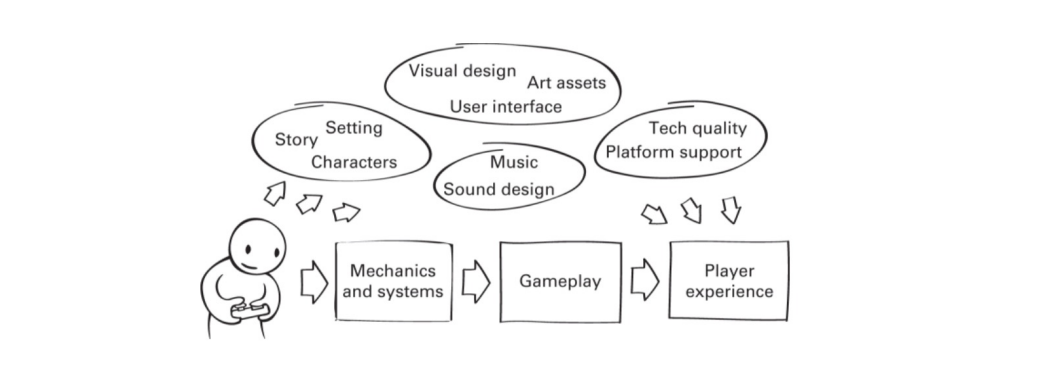 Visual design
Art assets
User interface
Setting
Story
Characters
Music
Sound design
Tech quality
Platform support
Mechanics
and systems
Gameplay
Player
experience